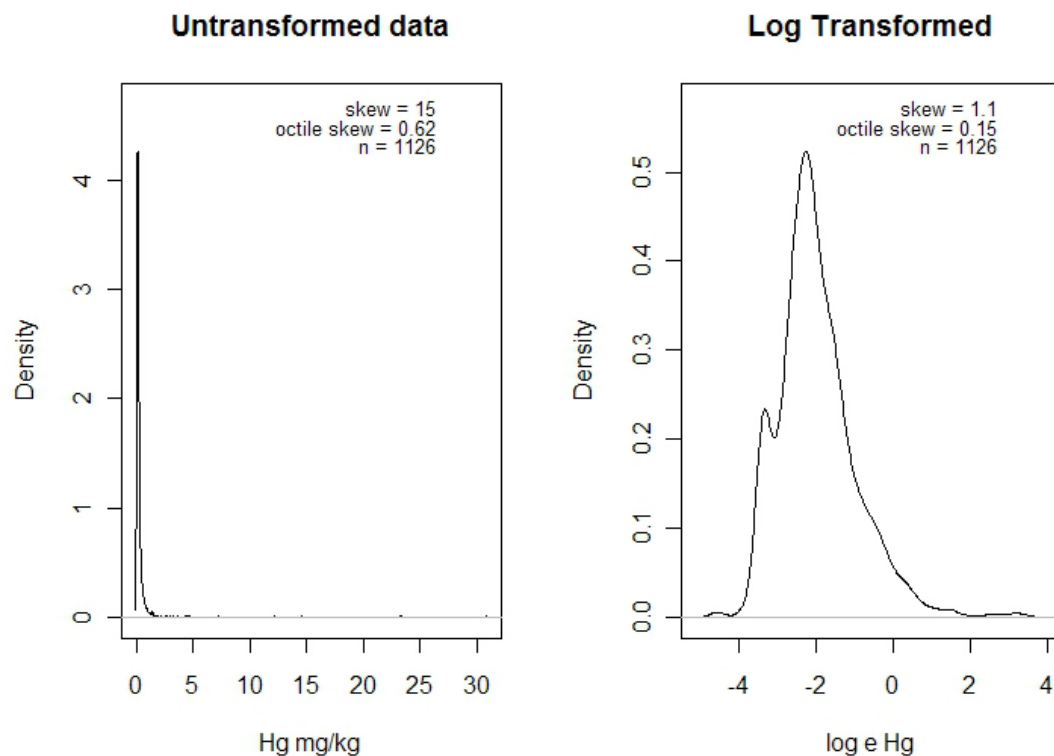 Untransformed data
skew = 15
octile skew = 0.62
n = 1126
Density
0
1
2
3
4
0 5 10 15 20 25 30
Hg mg/kg
Log Transformed
skew = 1.1
octile skew = 0.15
n = 1126
Density
0.0
0.1
0.2
0.3
0.4
0.5
-4 -2 0 2 4
log e Hg